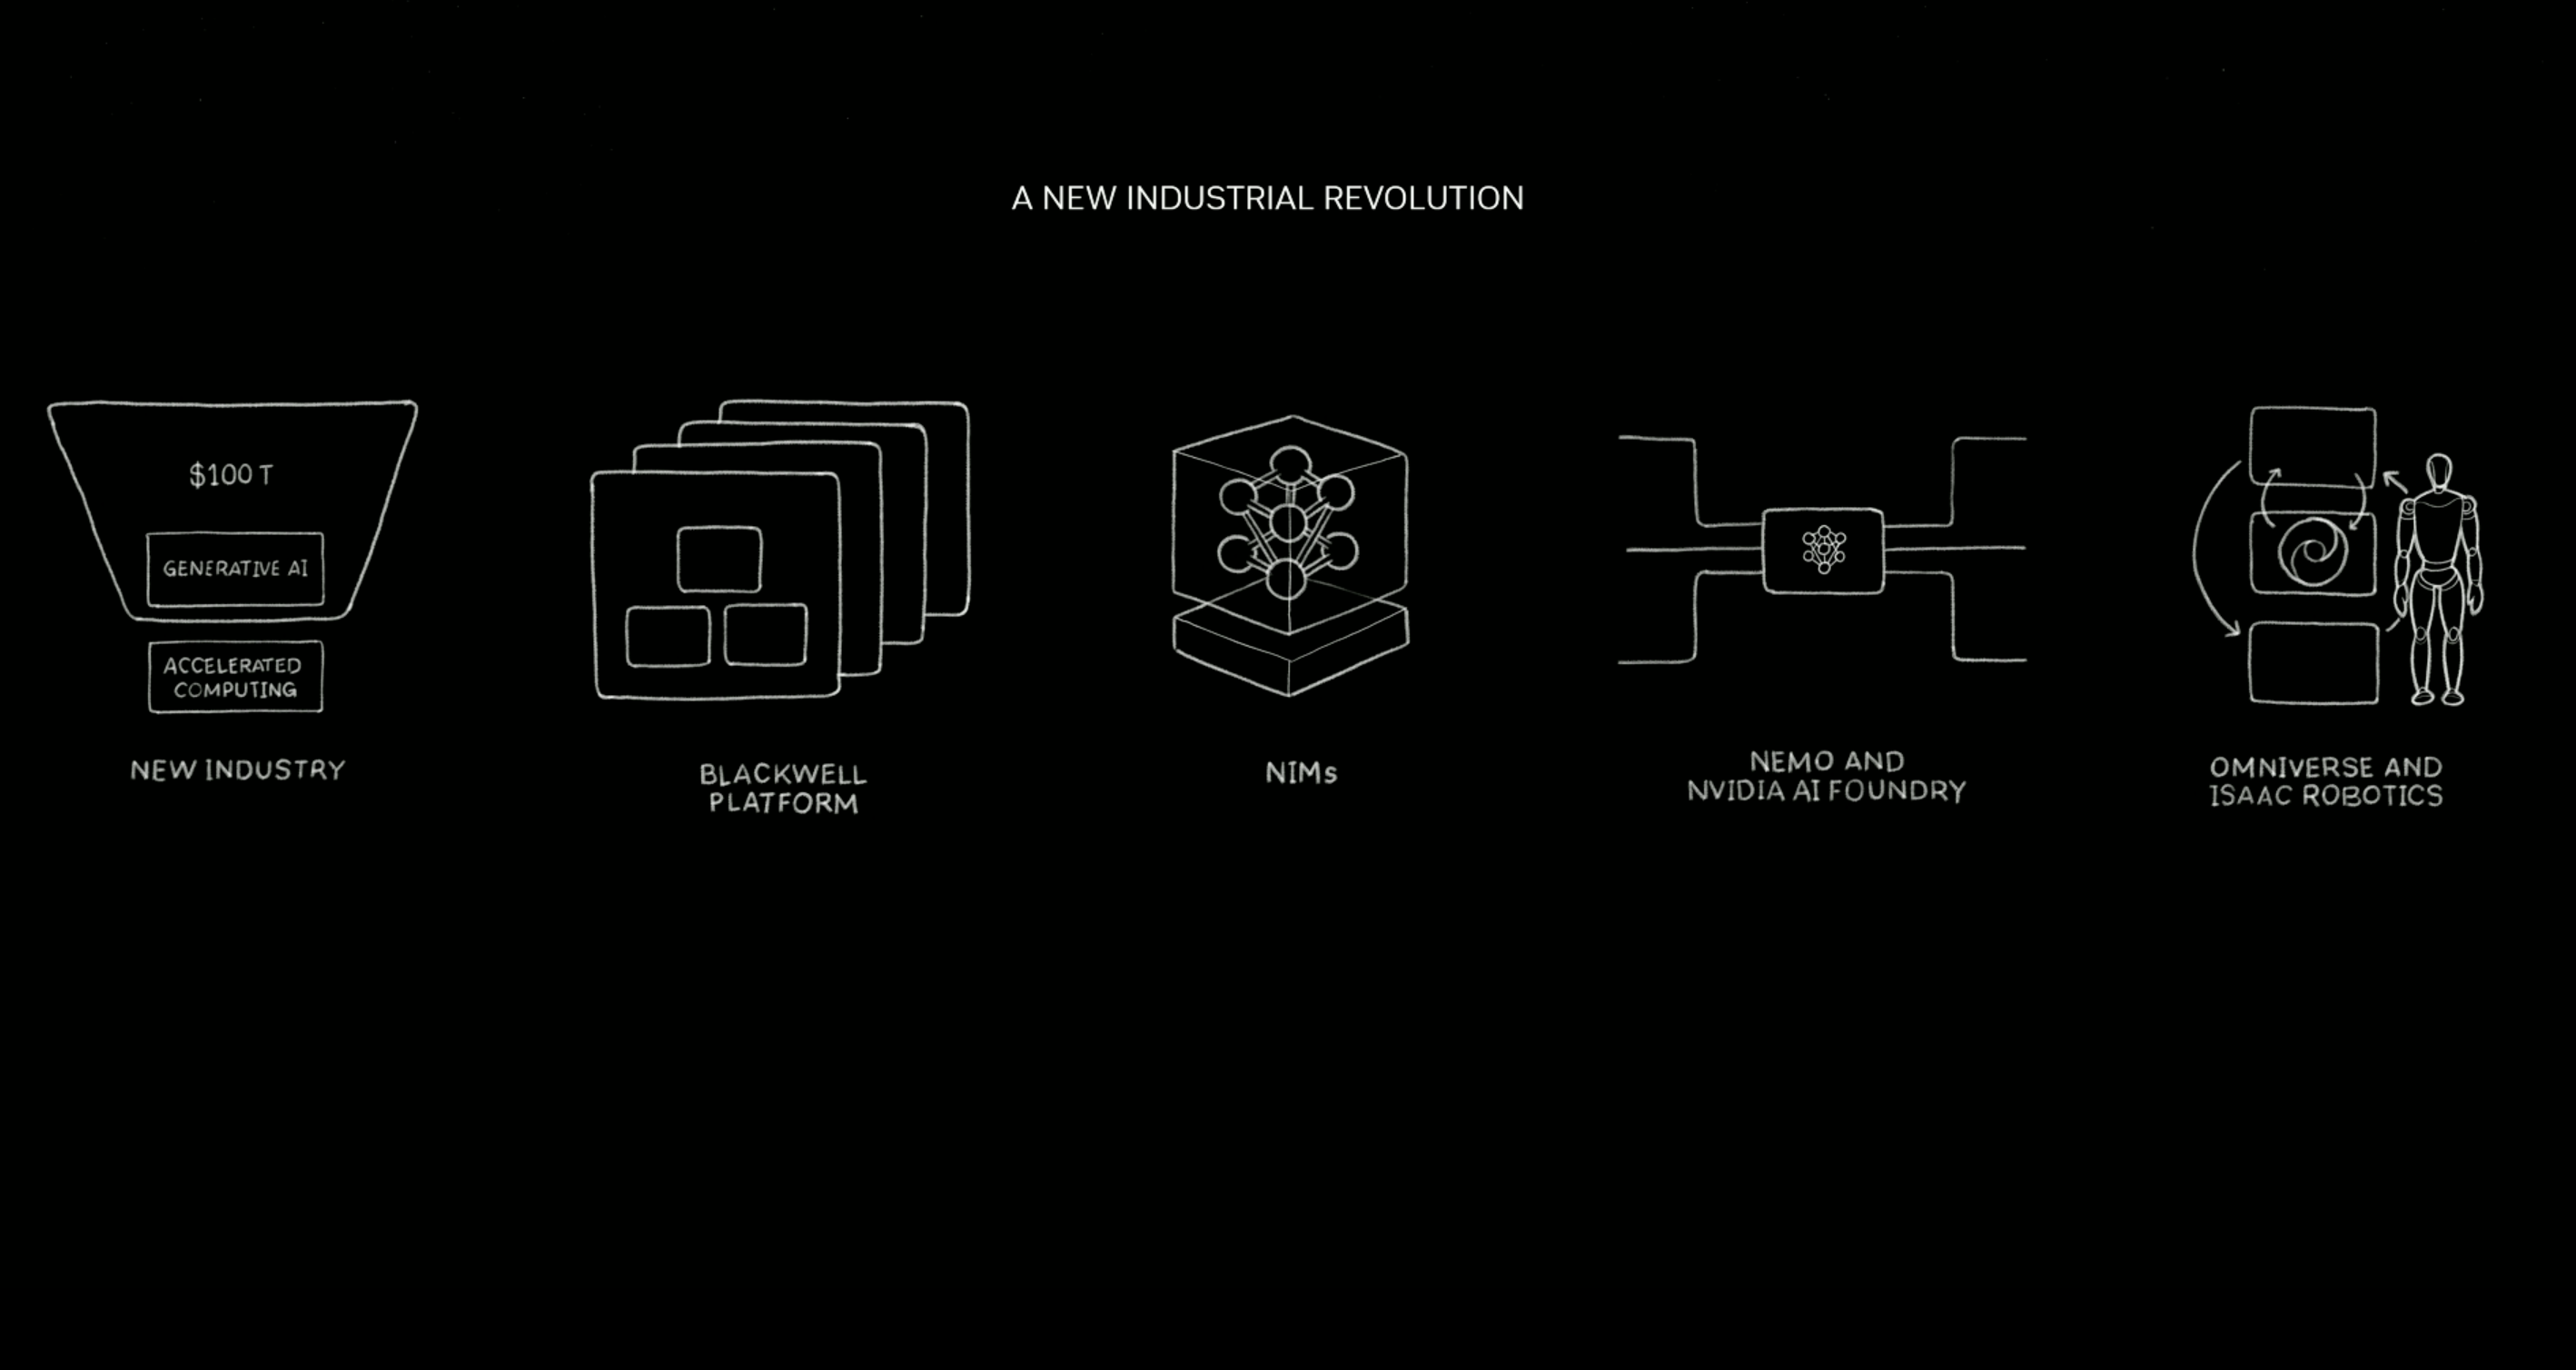 A NEW INDUSTRIAL REVOLUTION
$100 T
GENERATIVE AI
ACCELERATED
COMPUTING
NEW INDUSTRY
BLACKWELL
PLATFORM
NIMs
NEMO AND
NVIDIA AI FOUNDRY
OMNIVERSE AND
ISAAC ROBOTICS